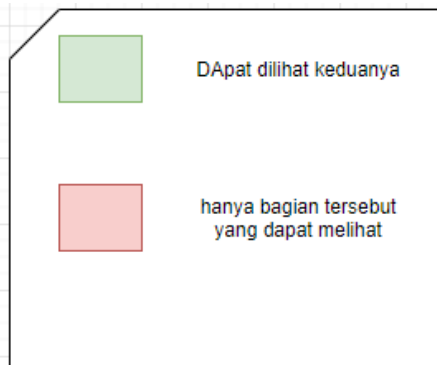 DApat dilihat keduanya
hanya bagian tersebut
yang dapat melihat